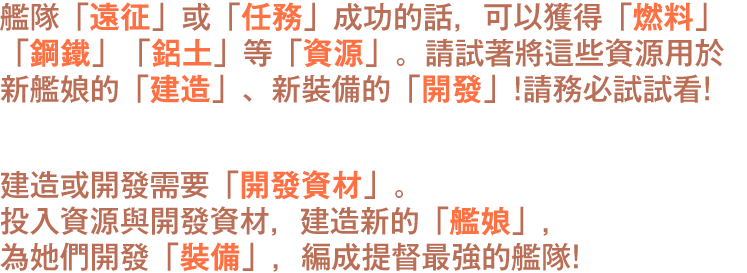 艦隊「遠征」或「任務」成功的話，可以獲得「燃料」
「鋼鐵」「鋁土」等「資源」。請試著將這些資源用於
新艦娘的「建造」、新裝備的「開發」!請務必試試看!
建造或開發需要「開發資材」。
投入資源與開發資材，建造新的「艦娘」，
為她們開發「裝備」，編成提督最強的艦隊!